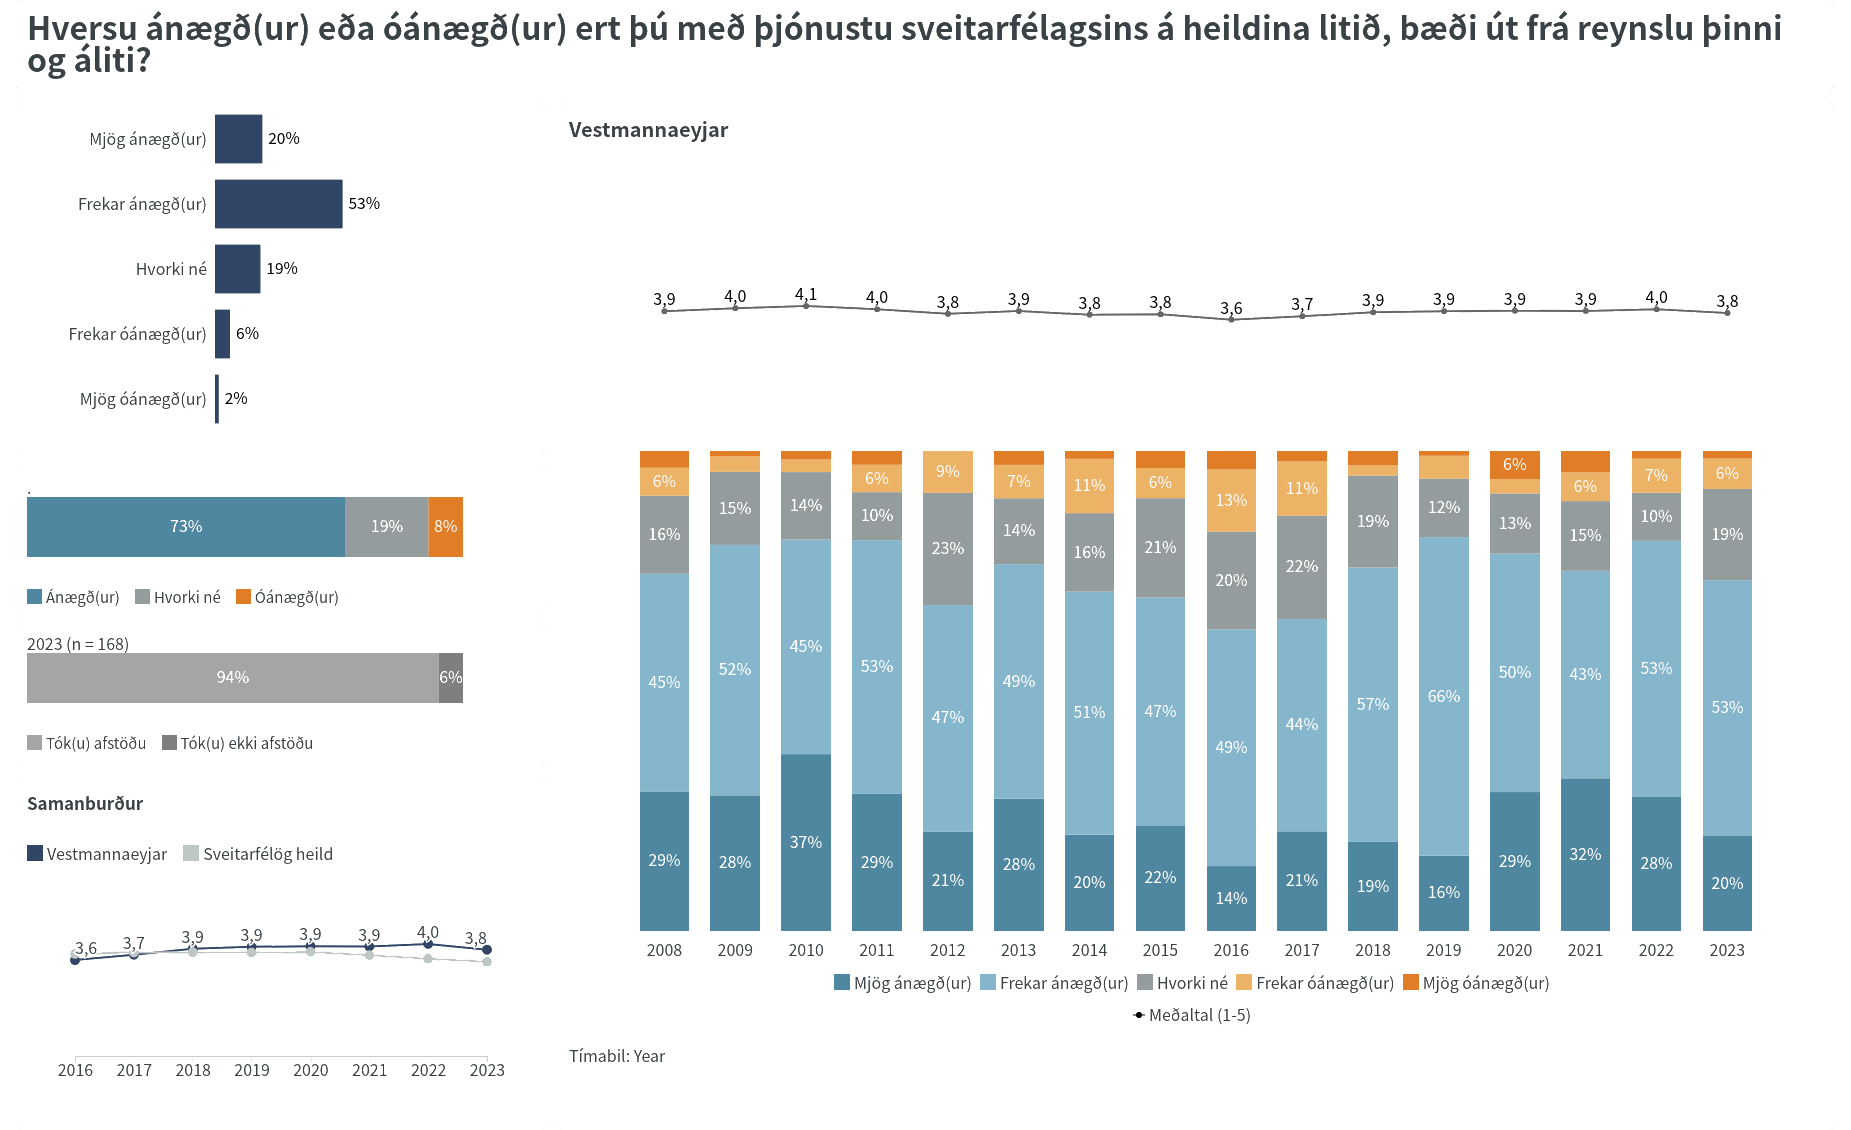 Hversu ánægð(ur) eða óánægð(ur) ert þú með þjónustu sveitarfélagsins á heildina litið, bæði út frá reynslu þinni
og áliti?
Mjög ánægð(ur) 20%
Frekar ánægð(ur) 53%
Hvorki né 19%
Frekar óánægð(ur) 6%
Mjög óánægð(ur) 2%
.
73% 19% 8%
Ánægð(ur) Hvorki né Óánægð(ur)
2023 (n = 168)
94% 6%
Tók(u) afstöðu Tók(u) ekki afstöðu
Samanburður
Vestmannaeyjar Sveitarfélög heild
3,6 3,7 3,9 3,9 3,9 3,9 4,0 3,8
2016 2017 2018 2019 2020 2021 2022 2023
Vestmannaeyjar
3,9 4,0 4,1 4,0 3,8 3,9 3,8 3,8 3,6 3,7 3,9 3,9 3,9 3,9 4,0 3,8
6% 6% 9% 7% 11% 6% 13% 11% 6% 6% 7% 6%
16% 15% 14% 10% 23% 14% 16% 21% 20% 22% 19% 12% 13% 15% 10% 19%
45% 52% 45% 53% 47% 49% 51% 47% 49% 44% 57% 66% 50% 43% 53% 53%
29% 28% 37% 29% 21% 28% 20% 22% 14% 21% 19% 16% 29% 32% 28% 20%
2008 2009 2010 2011 2012 2013 2014 2015 2016 2017 2018 2019 2020 2021 2022 2023
Mjög ánægð(ur) Frekar ánægð(ur) Hvorki né Frekar óánægð(ur) Mjög óánægð(ur)
Meðaltal (1-5)
Tímabil: Year